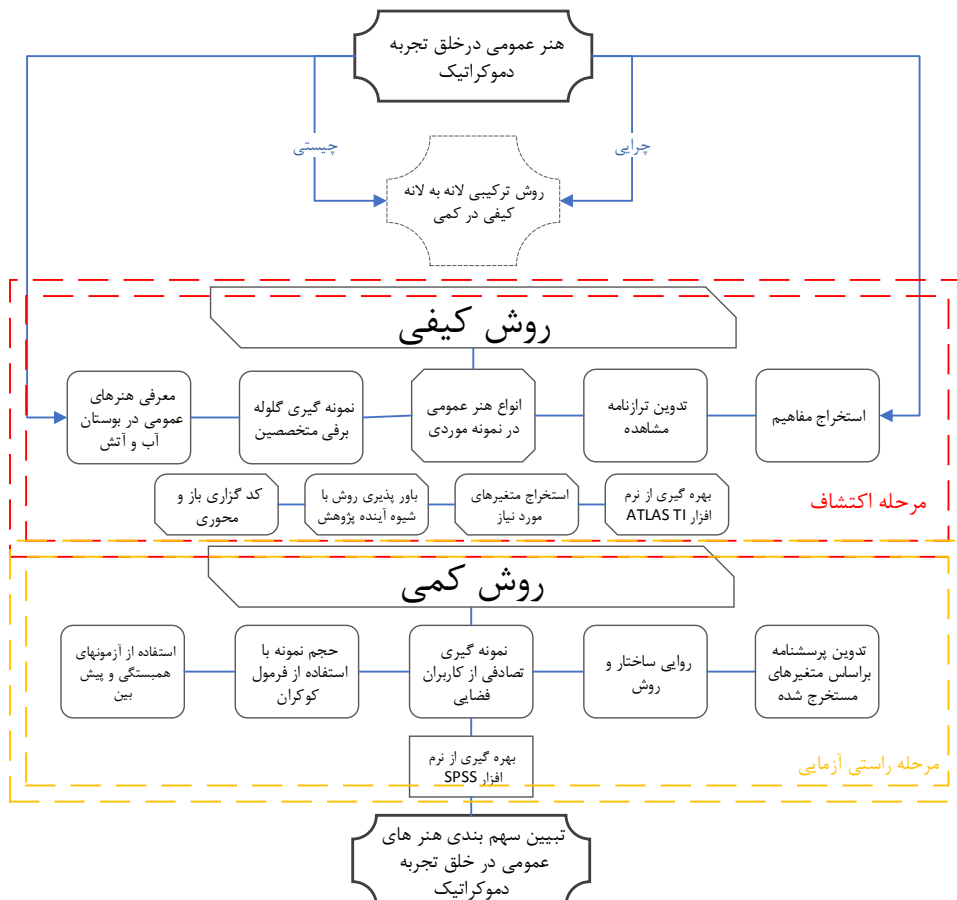 هنر عمومی درخلق تجربه
دموکراتیک
چرایی
چیستی
روش ترکیبی لانه به لانه
کیفی در کمی
روش کیفی
استخراج مفاهیم
تدوین ترازنامه
مشاهده
انواع هنر عمومی
در نمونه موردی
نمونه گیری گلوله
برفی متخصصین
معرفی هنرهای
عمومی در بوستان
آب و آتش
بهره گیری از نرم
افزار ATLAS TI
استخراج متغیرهای
مورد نیاز
باور پذیری روش با
شیوه آینده پژوهش
کد گزاری باز و
محوری
مرحله اکتشاف
روش کمی
تدوین پرسشنامه
براساس متغیرهای
مستخرج شده
روایی ساختار و
روش
نمونه گیری
تصادفی از کاربران
فضایی
حجم نمونه با
استفاده از فرمول
کوکران
استفاده از آزمونهای
همبستگی و پیش
بین
بهره گیری از نرم
افزار SPSS
مرحله راستی آزمایی
تبیین سهم بندی هنر های
عمومی در خلق تجربه
دموکراتیک